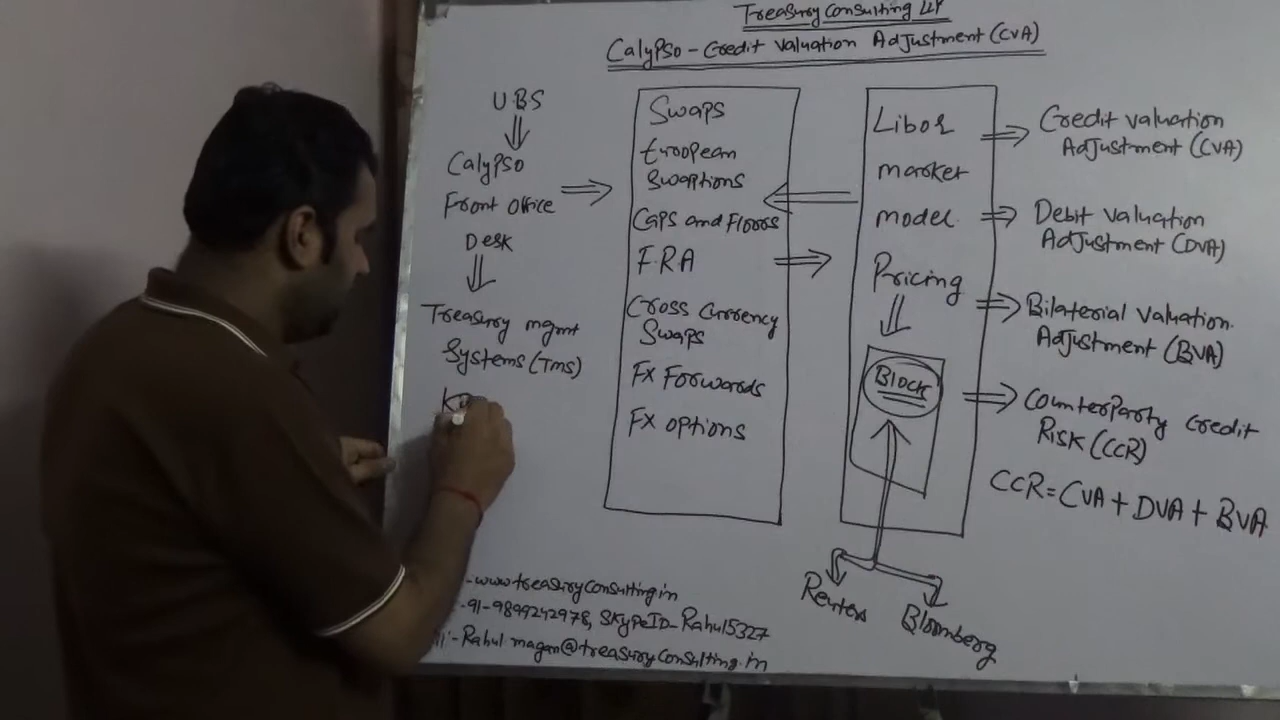 Treasury Consulting LLP
Calypso - Credit Valuation Adjustment (CVA)
UBS
Calypso
Front Office
Desk
Treasury mgmt
Systems (TMS)
Swaps
European
Swaptions
Caps and Floors
FRA
Cross Currency
Swaps
FX Forwards
FX options
Libor
market
model
Pricing
Block
Reuters
Bloomberg
Credit valuation
Adjustment (CVA)
Debit Valuation
Adjustment (DVA)
Bilaterial Valuation
Adjustment (BVA)
Counterparty credit
Risk (CCR)
CCR = CVA + DVA + BVA
- www.treasuryconsulting.in
-91-9899242978, SkypeID-Rahul5327
:- Rahul.magan@treasuryconsulting.in